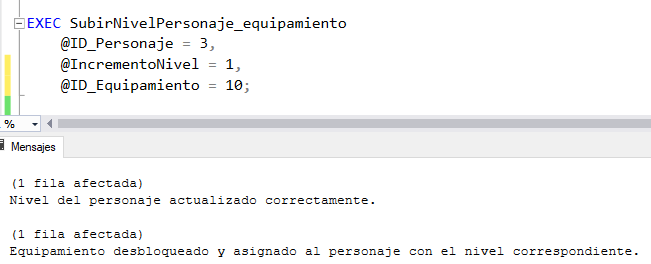 EXEC SubirNivelPersonaje_equipamiento
@ID_Personaje = 3,
@IncrementoNivel = 1,
@ID_Equipamiento = 10;
%
Mensajes
(1 fila afectada)
Nivel del personaje actualizado correctamente.
(1 fila afectada)
Equipamiento desbloqueado y asignado al personaje con el nivel correspondiente.